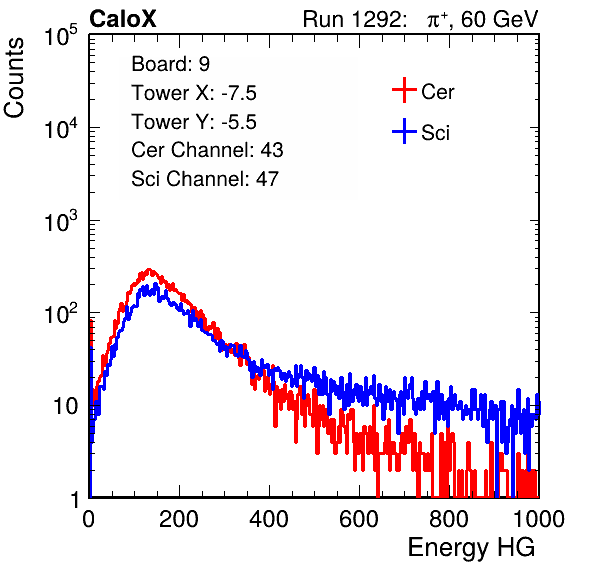 CaloX Run 1292: π⁺, 60 GeV
Counts
10⁵
10⁴
10³
10²
10
1
Board: 9
Tower X: -7.5
Tower Y: -5.5
Cer Channel: 43
Sci Channel: 47
Cer
Sci
0 200 400 600 800 1000
Energy HG